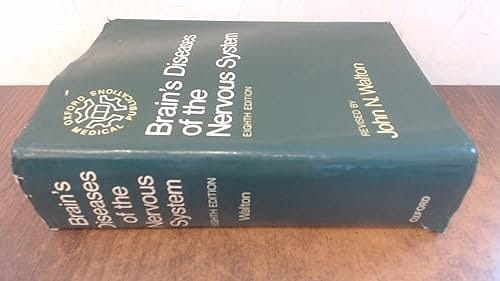 OXFORD
MEDICAL PUBLICATIONS
Brain's Diseases
of the
Nervous System
EIGHTH EDITION
REVISED BY
John N. Walton
Brain's
Diseases
of the
Nervous
System
EIGHTH EDITION
Walton
OXFORD